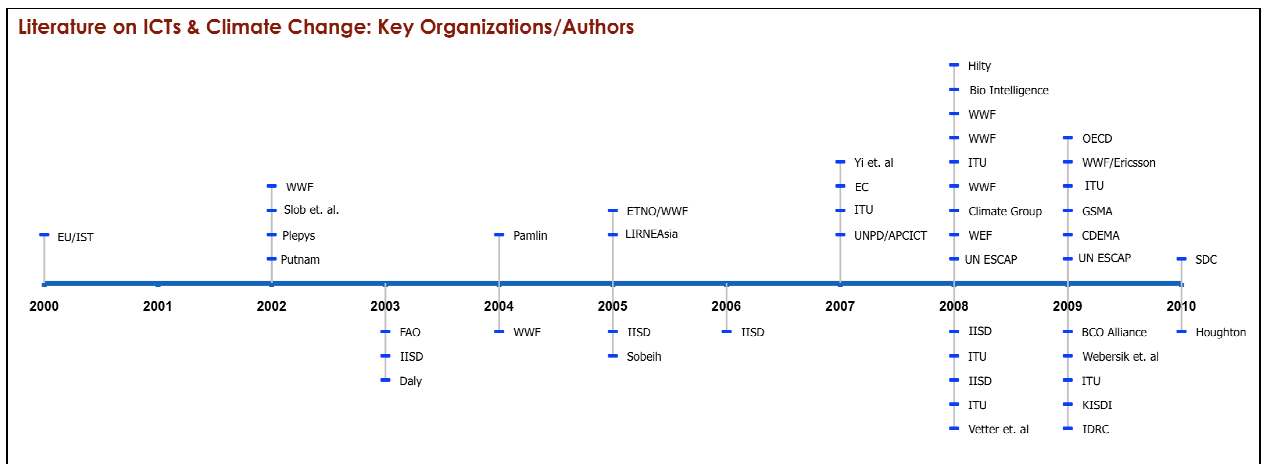 Literature on ICTs & Climate Change: Key Organizations/Authors
Hilty
Bio Intelligence
WWF
WWF
OECD
Yi et. al
ITU
WWF/Ericsson
WWF
EC
WWF
ITU
Slob et. al.
ETNO/WWF
ITU
Climate Group
GSMA
EU/IST
Plepys
Pamlin
LIRNEAsia
UNPD/APCICT
WEF
CDEMA
Putnam
UN ESCAP
UN ESCAP
SDC
2000
2001
2002
2003
2004
2005
2006
2007
2008
2009
2010
FAO
WWF
IISD
IISD
IISD
BCO Alliance
Houghton
IISD
Sobeih
ITU
Webersik et. al
Daly
IISD
ITU
ITU
KISDI
Vetter et. al
IDRC